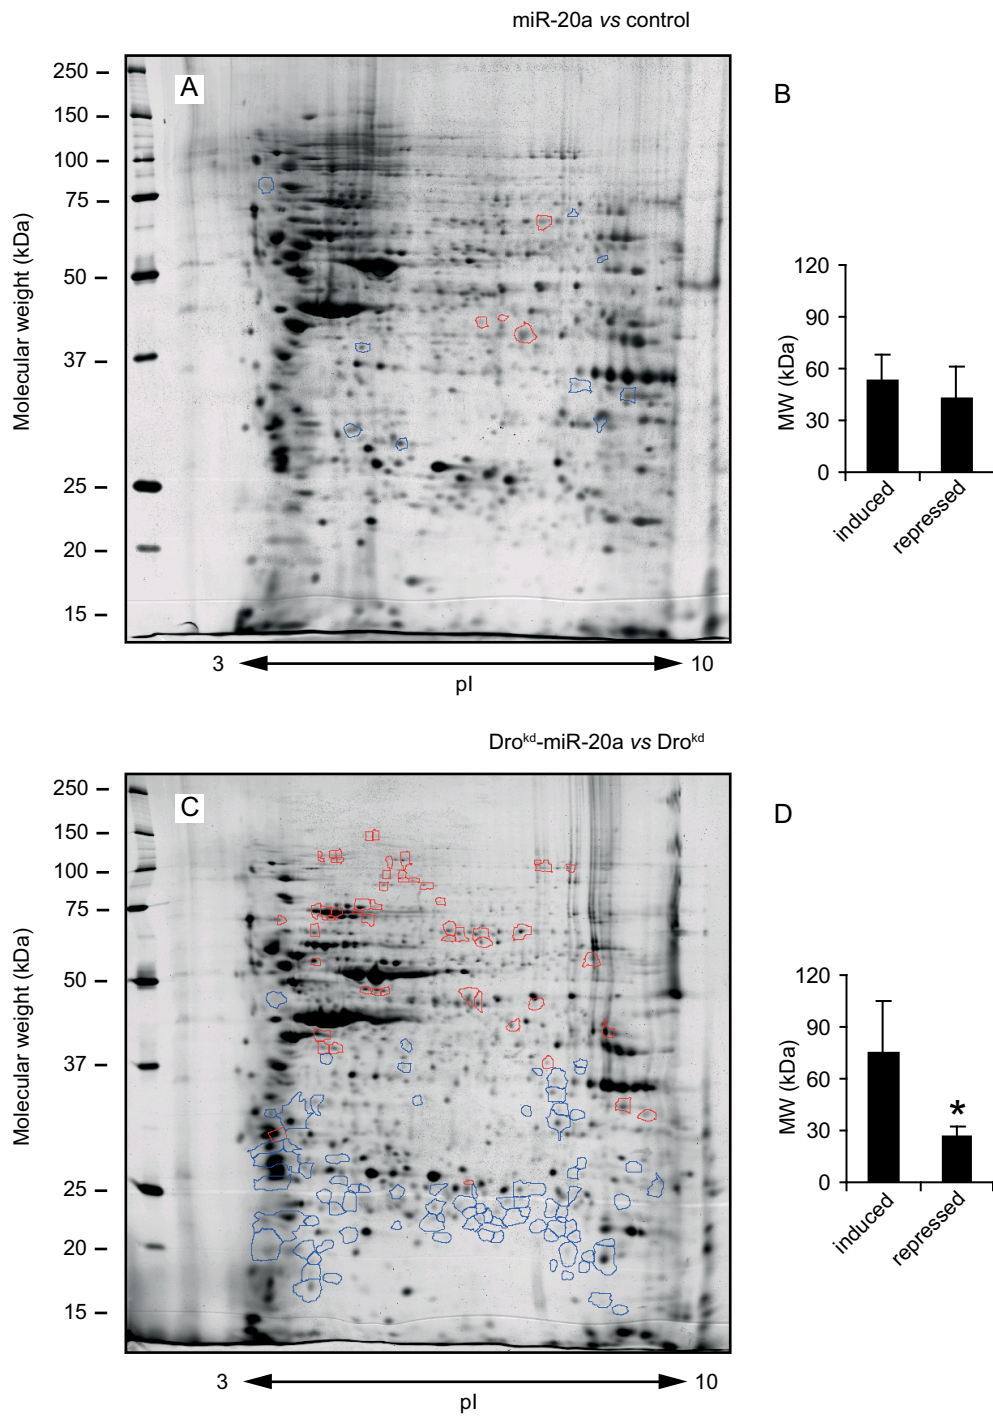 miR-20a vs control
A
B
Molecular weight (kDa)
250
150
100
75
50
37
25
20
15
3
10
pI
MW (kDa)
120
90
60
30
0
induced
repressed
Dro^kd-miR-20a vs Dro^kd
C
D
Molecular weight (kDa)
250
150
100
75
50
37
25
20
15
3
10
pI
MW (kDa)
120
90
60
30
0
*
induced
repressed